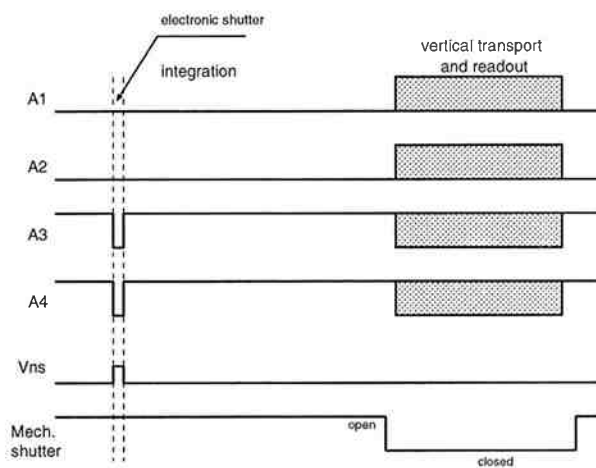 electronic shutter
integration
vertical transport
and readout
A1
A2
A3
A4
Vns
Mech.
shutter
open
closed